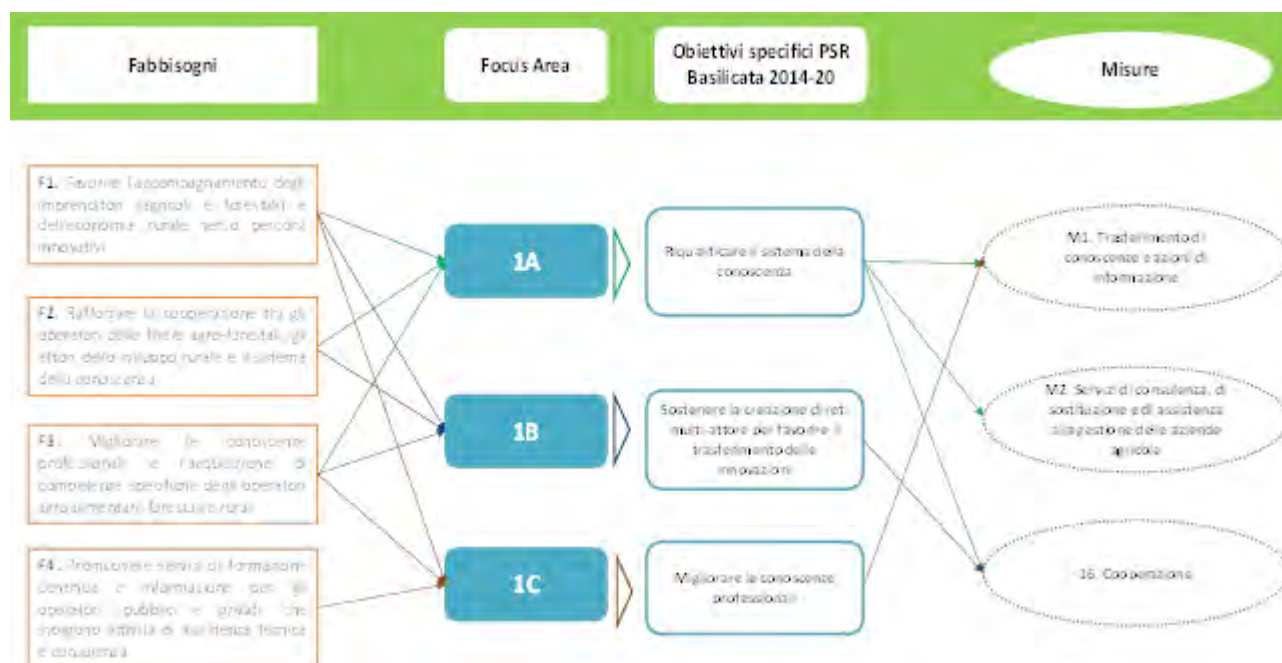 Fabbisogni
Focus Area
Obiettivi specifici PSR
Basilicata 2014-20
Misure
F1. Favorire l'accompagnamento degli
imprenditori (agricoli e forestali) e
dell'economia rurale verso percorsi
innovativi
F2. Rafforzare la cooperazione tra gli
operatori delle filiere agro-forestali, gli
attori dello sviluppo rurale e il sistema
della conoscenza
F3. Migliorare le conoscenze
professionali e l'acquisizione di
competenze specifiche degli operatori
agroalimentari, forestali e rurali
F4. Promuovere servizi di formazione
continua e informazione per gli
operatori pubblici e privati che
svolgono attività di assistenza tecnica
e consulenza
1A
1B
1C
Riqualificare il sistema della
conoscenza
Sostenere la creazione di reti
multi-attore per favorire il
trasferimento delle
innovazioni
Migliorare le conoscenze
professionali
M1. Trasferimento di
conoscenze e azioni di
informazione
M2. Servizi di consulenza, di
sostituzione e di assistenza
alla gestione delle aziende
agricole
16. Cooperazione